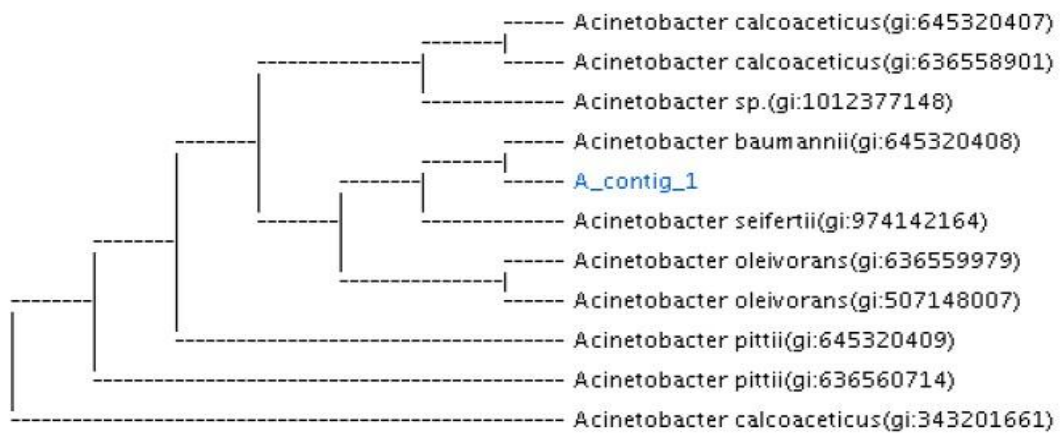 Acinetobacter calcoaceticus(gi:645320407)
Acinetobacter calcoaceticus(gi:636558901)
Acinetobacter sp.(gi:1012377148)
Acinetobacter baumannii(gi:645320408)
A_contig_1
Acinetobacter seifertii(gi:974142164)
Acinetobacter oleivorans(gi:636559979)
Acinetobacter oleivorans(gi:507148007)
Acinetobacter pittii(gi:645320409)
Acinetobacter pittii(gi:636560714)
Acinetobacter calcoaceticus(gi:343201661)